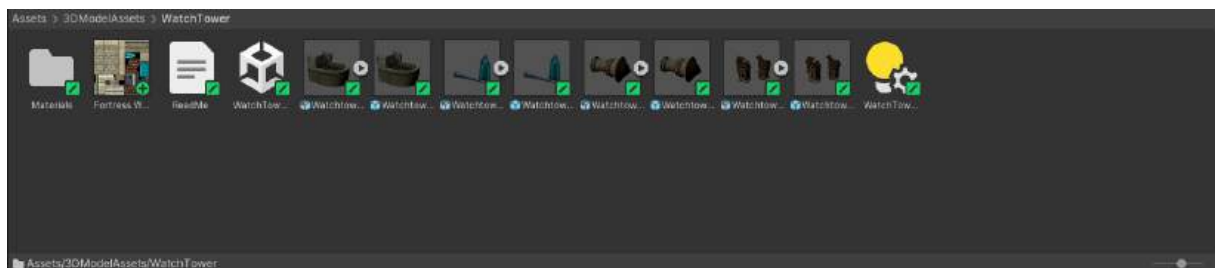 Assets > 3DModelAssets > WatchTower
Materials
Fortress W...
ReadMe
WatchTow...
Watchtow...
Watchtow...
Watchtow...
Watchtow...
Watchtow...
Watchtow...
Watchtow...
Watchtow...
WatchTow...
Assets/3DModelAssets/WatchTower